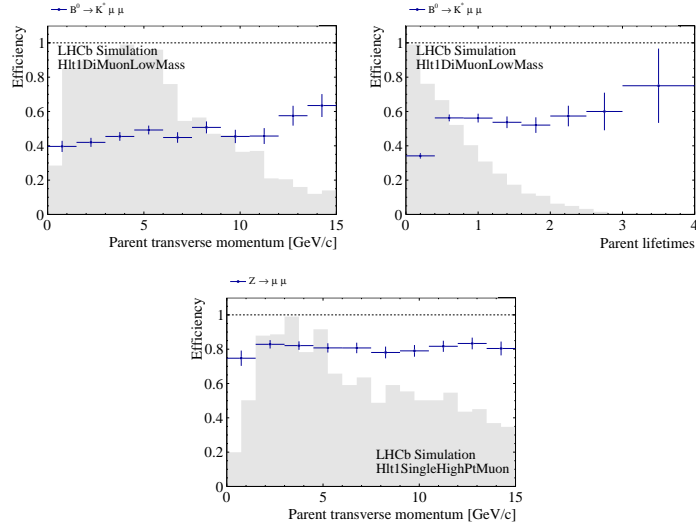 B⁰ → K* μ μ
Efficiency
1
0.8
0.6
0.4
0.2
0
LHCb Simulation
Hlt1DiMuonLowMass
0 5 10 15
Parent transverse momentum [GeV/c]
B⁰ → K* μ μ
Efficiency
1
0.8
0.6
0.4
0.2
0
LHCb Simulation
Hlt1DiMuonLowMass
0 1 2 3 4
Parent lifetimes
Z → μ μ
Efficiency
1
0.8
0.6
0.4
0.2
0
LHCb Simulation
Hlt1SingleHighPtMuon
0 5 10 15
Parent transverse momentum [GeV/c]